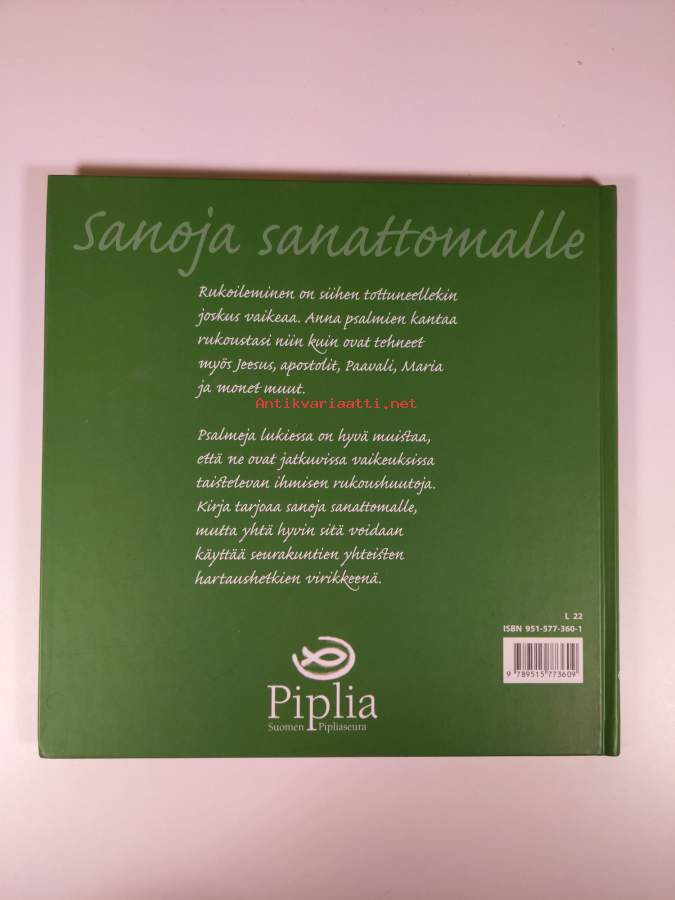 Sanoja sanattomalle
Rukoileminen on siihen tottuneellekin
joskus vaikeaa. Anna psalmien kantaa
rukoustasi niin kuin ovat tehneet
myös Jeesus, apostolit, Paavali, Maria
ja monet muut.
Antikvariaatti.net
Psalmeja lukiessa on hyvä muistaa,
että ne ovat jatkuvissa vaikeuksissa
taistelevan ihmisen rukoushuutoja.
Kirja tarjoaa sanoja sanattomalle,
mutta yhtä hyvin sitä voidaan
käyttää seurakuntien yhteisten
hartaushetkien virikkeenä.
L 22
ISBN 951-577-360-1
9 789515 773609
Piplia
Suomen Pipliaseura